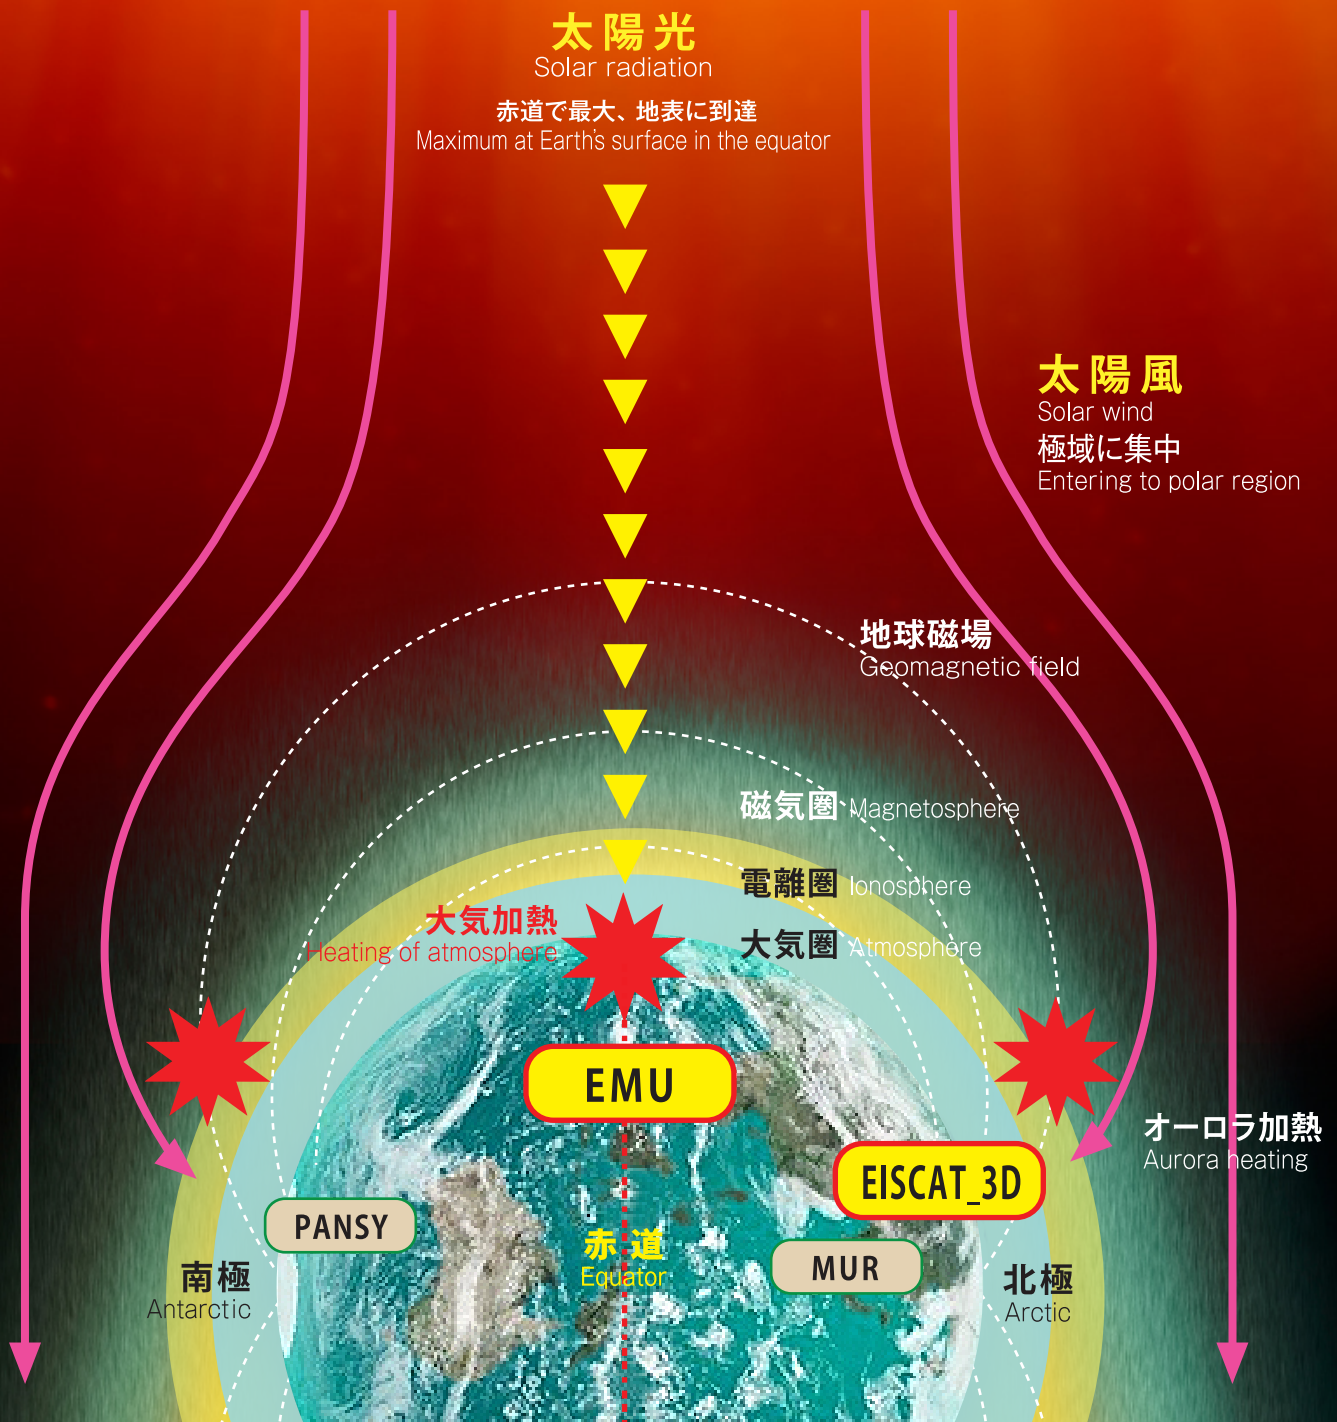 太陽光
Solar radiation
赤道で最大、地表に到達
Maximum at Earth's surface in the equator
太陽風
Solar wind
極域に集中
Entering to polar region
地球磁場
Geomagnetic field
磁気圏 Magnetosphere
電離圏 Ionosphere
大気加熱
Heating of atmosphere
大気圏 Atmosphere
EMU
オーロラ加熱
Aurora heating
EISCAT_3D
PANSY
赤道
Equator
MUR
南極
Antarctic
北極
Arctic